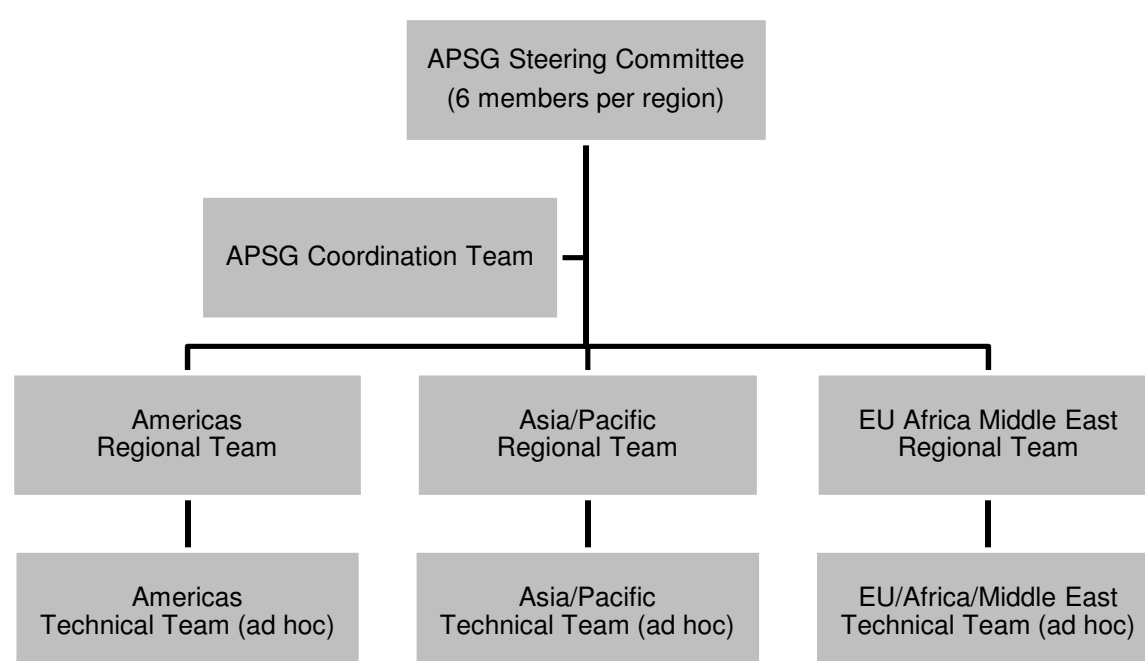 APSG Steering Committee
(6 members per region)
APSG Coordination Team
Americas
Regional Team
Asia/Pacific
Regional Team
EU Africa Middle East
Regional Team
Americas
Technical Team (ad hoc)
Asia/Pacific
Technical Team (ad hoc)
EU/Africa/Middle East
Technical Team (ad hoc)